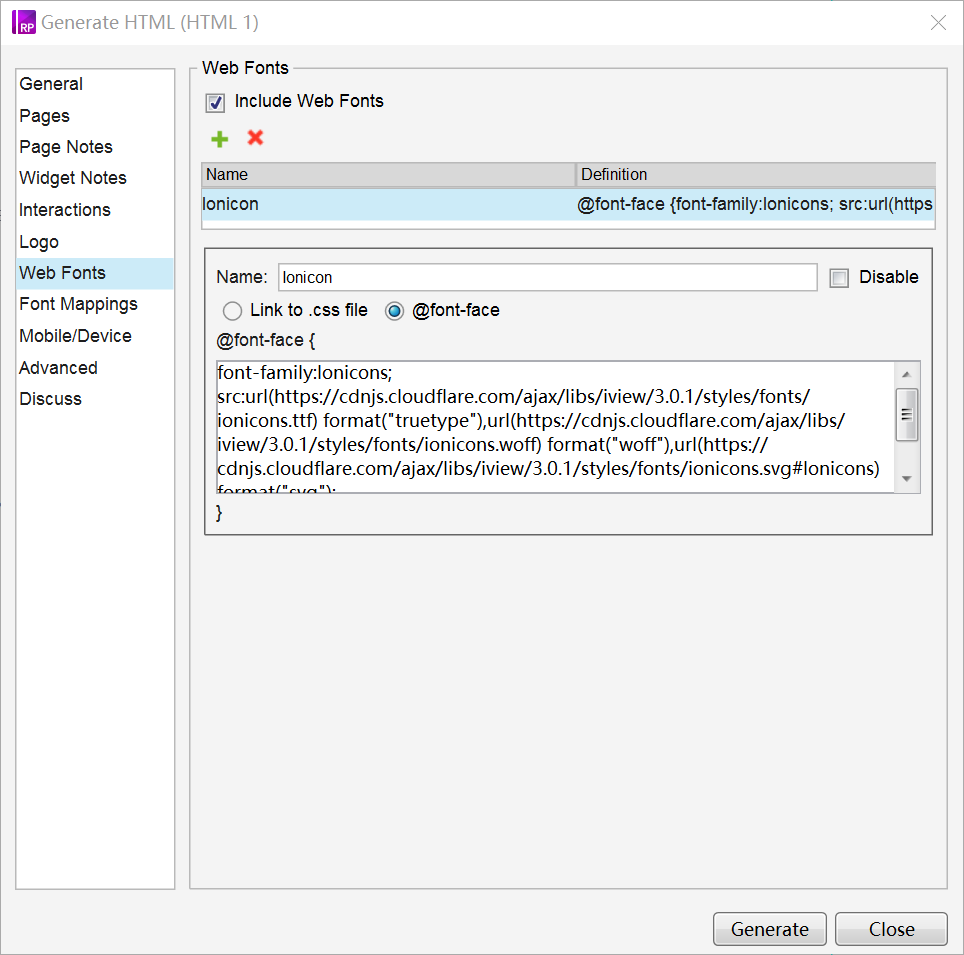 RP Generate HTML (HTML 1)
General
Pages
Page Notes
Widget Notes
Interactions
Logo
Web Fonts
Font Mappings
Mobile/Device
Advanced
Discuss
Web Fonts
Include Web Fonts
Name Definition
Ionicon @font-face {font-family:Ionicons; src:url(https
Name: Ionicon Disable
Link to .css file @font-face
@font-face {
font-family:Ionicons;
src:url(https://cdnjs.cloudflare.com/ajax/libs/iview/3.0.1/styles/fonts/
ionicons.ttf) format("truetype"),url(https://cdnjs.cloudflare.com/ajax/libs/
iview/3.0.1/styles/fonts/ionicons.woff) format("woff"),url(https://
cdnjs.cloudflare.com/ajax/libs/iview/3.0.1/styles/fonts/ionicons.svg#Ionicons)
format("svg");
}
Generate Close